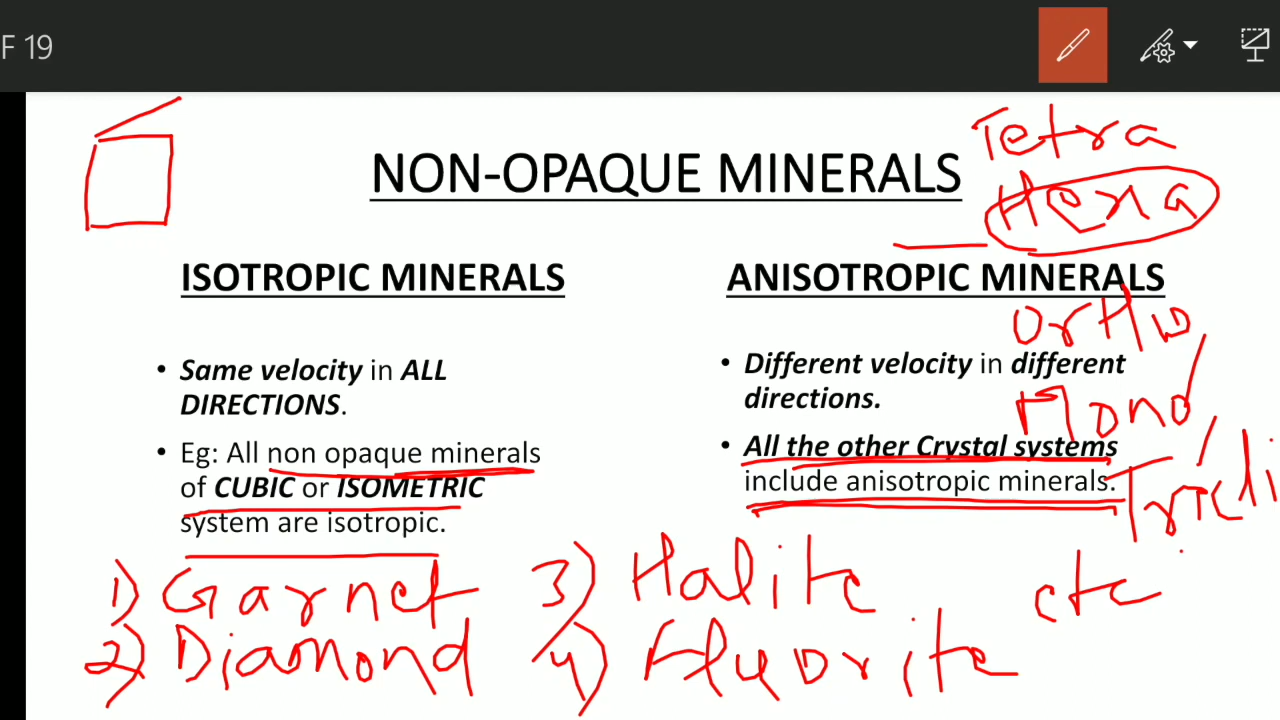 F 19
Tetra
NON-OPAQUE MINERALS
Hexa
ISOTROPIC MINERALS
• Same velocity in ALL
DIRECTIONS.
• Eg: All non opaque minerals
of CUBIC or ISOMETRIC
system are isotropic.
ANISOTROPIC MINERALS
Ortho
• Different velocity in different
directions.
Mono
• All the other Crystal systems
include anisotropic minerals.
Tricli
1) Garnet
2) Diamond
3) Halite
4) Fluorite
etc